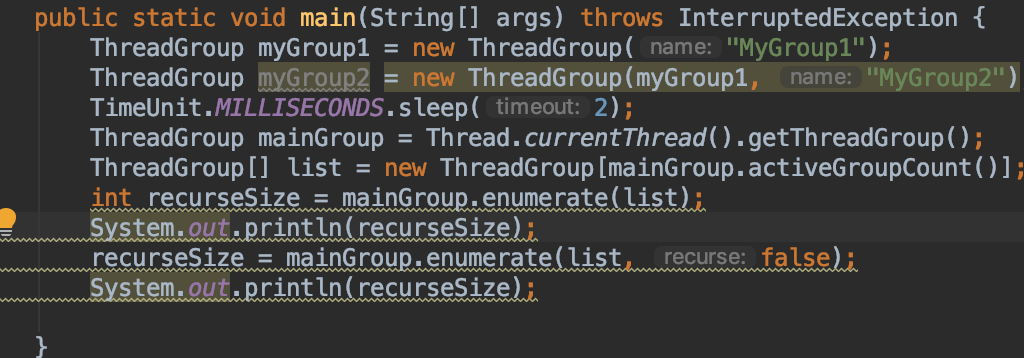 public static void main(String[] args) throws InterruptedException {
ThreadGroup myGroup1 = new ThreadGroup( name: "MyGroup1");
ThreadGroup myGroup2 = new ThreadGroup(myGroup1, name: "MyGroup2")
TimeUnit.MILLISECONDS.sleep( timeout: 2);
ThreadGroup mainGroup = Thread.currentThread().getThreadGroup();
ThreadGroup[] list = new ThreadGroup[mainGroup.activeGroupCount()];
int recurseSize = mainGroup.enumerate(list);
System.out.println(recurseSize);
recurseSize = mainGroup.enumerate(list, recurse: false);
System.out.println(recurseSize);
}